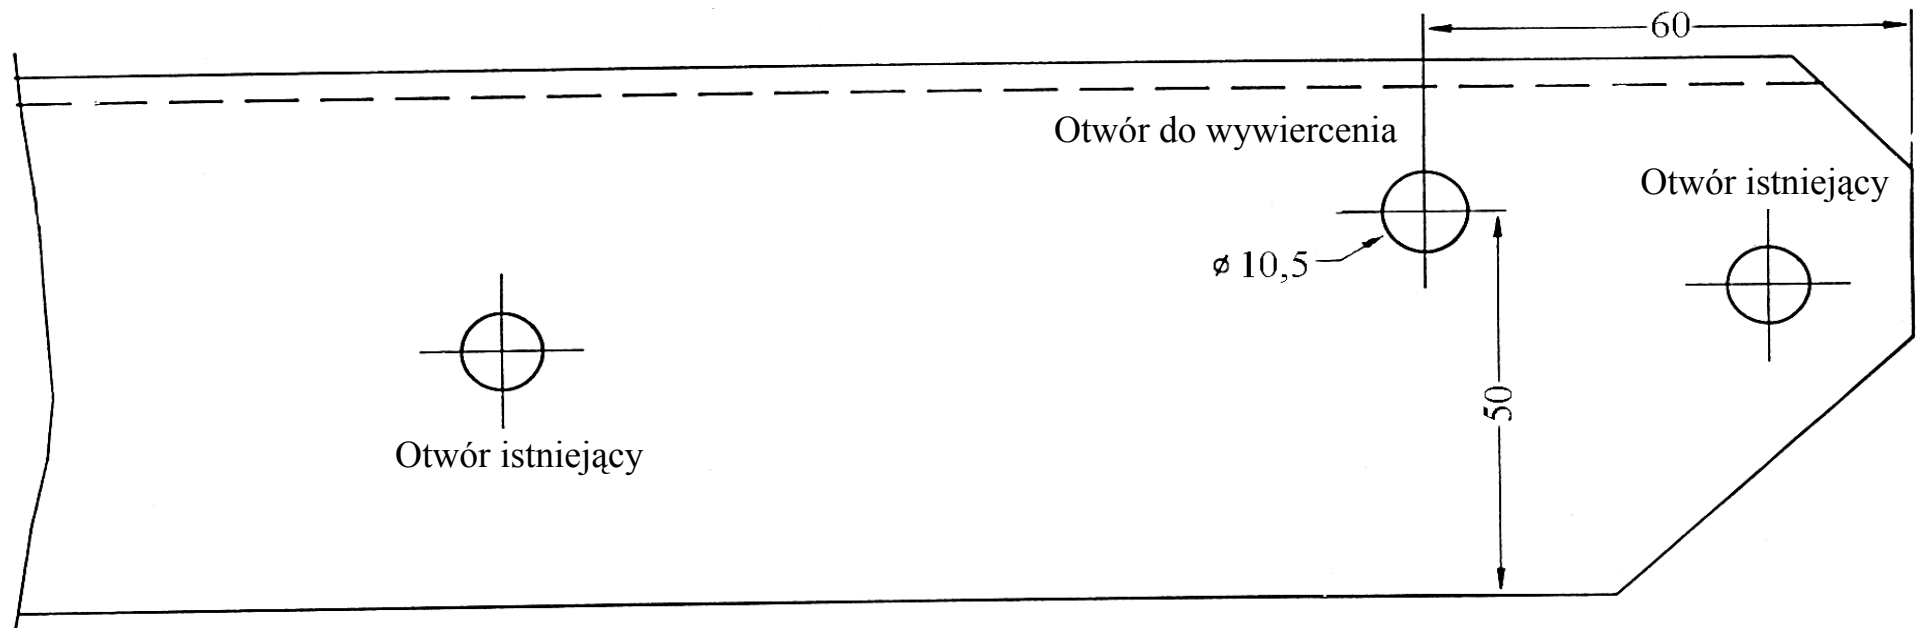 60
Otwór do wywiercenia
Otwór istniejący
ø 10,5
50
Otwór istniejący